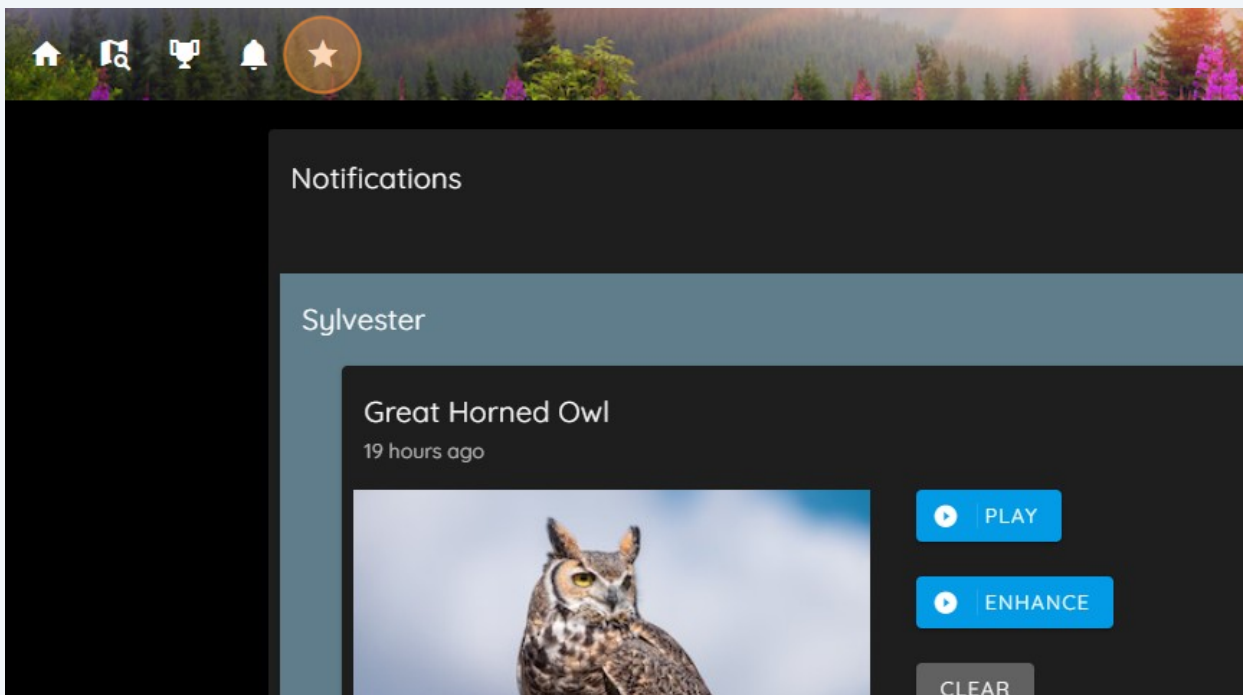 Notifications
Sylvester
Great Horned Owl
19 hours ago
PLAY
ENHANCE
CLEAR